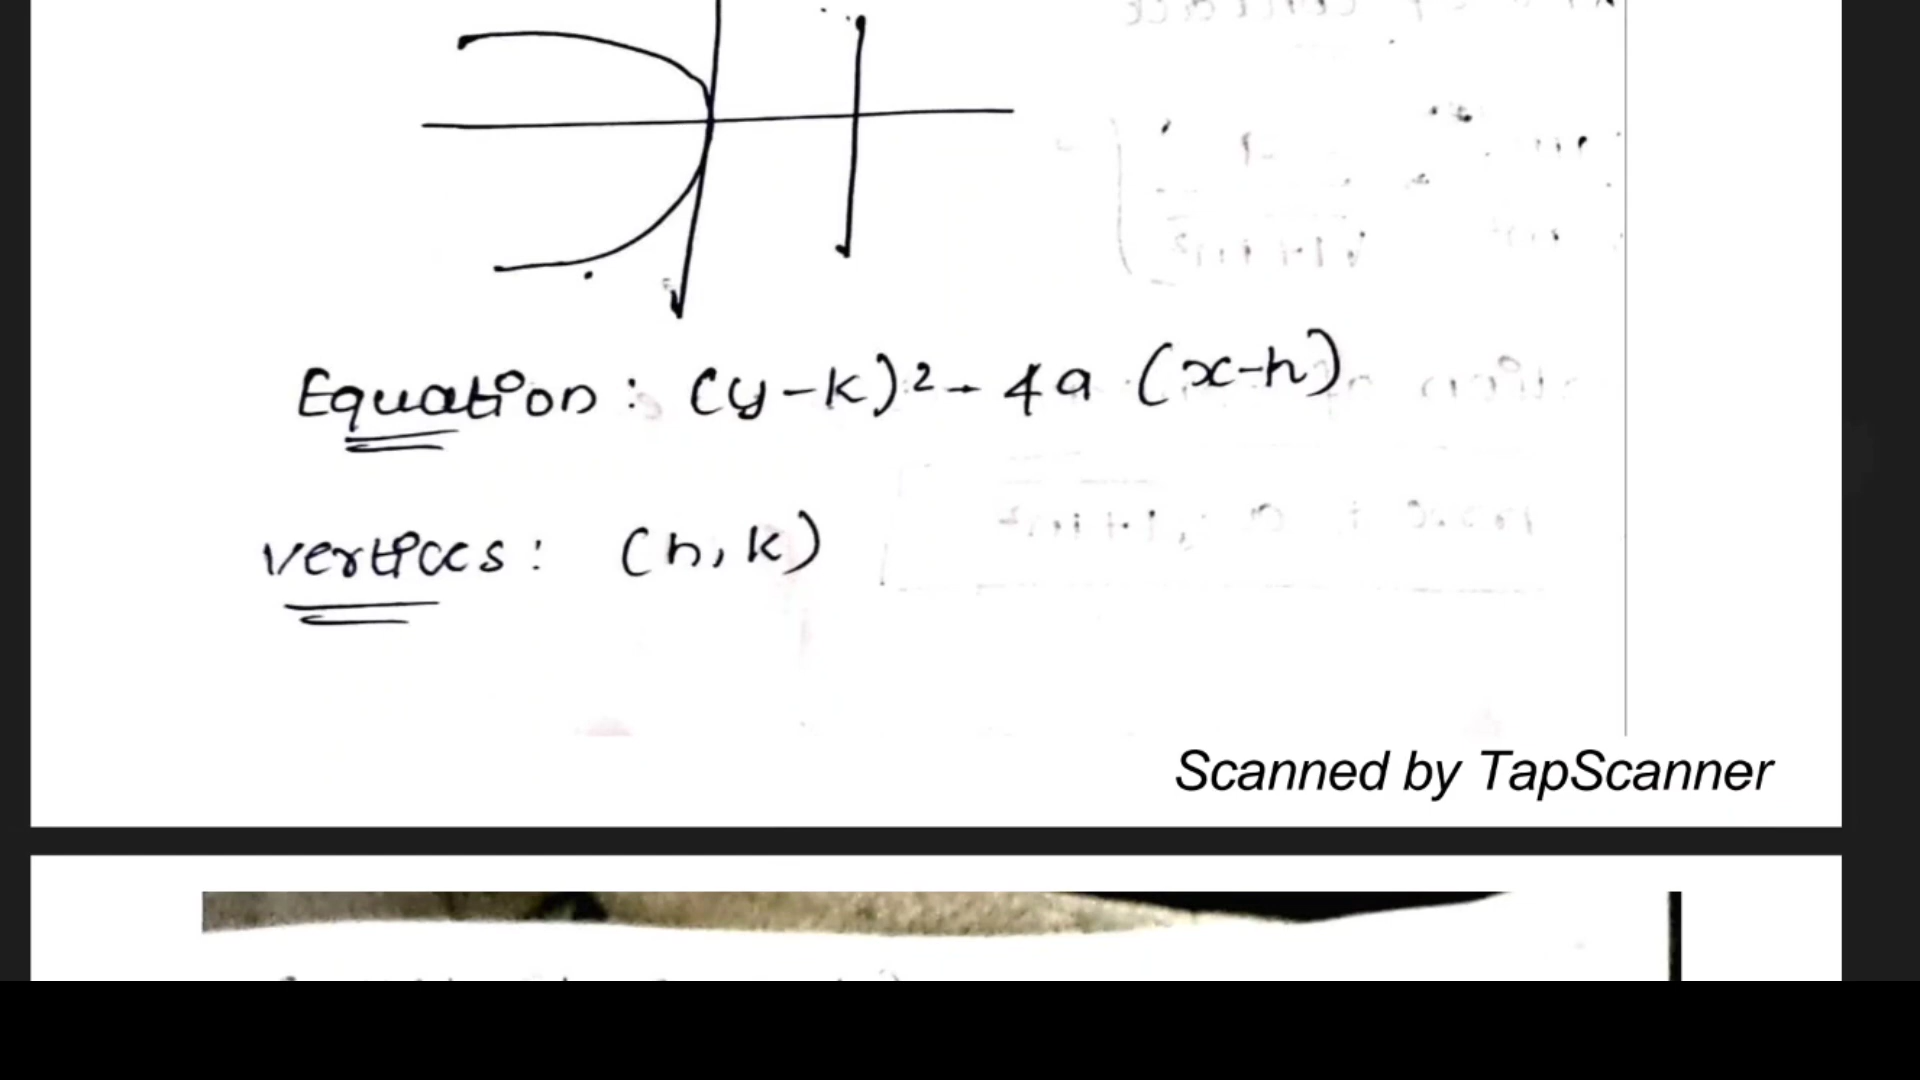 Equation : (y-k)² - 4a (x-h)
vertices : (h, k)
Scanned by TapScanner